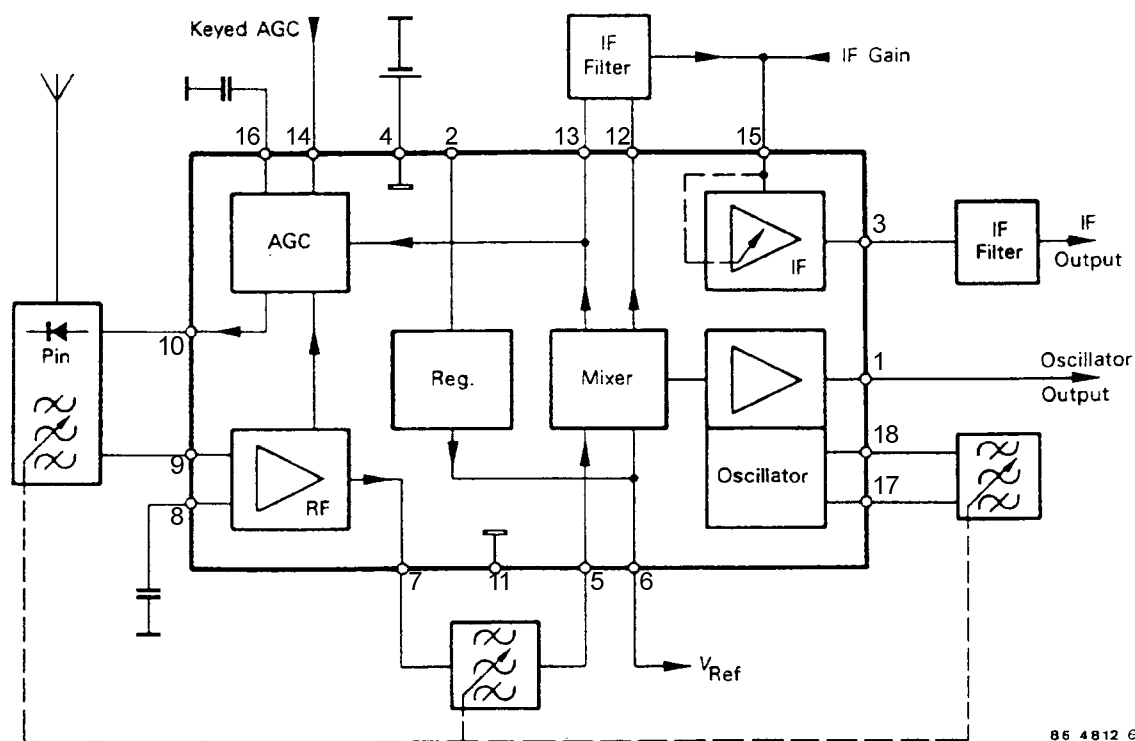 Keyed AGC
IF
Filter
IF Gain
16
14
4
2
13
12
15
AGC
IF
3
IF
Filter
IF
Output
Pin
10
Reg.
Mixer
1
Oscillator
Output
9
8
RF
Oscillator
18
17
7
11
5
6
VRef
86 4812 6